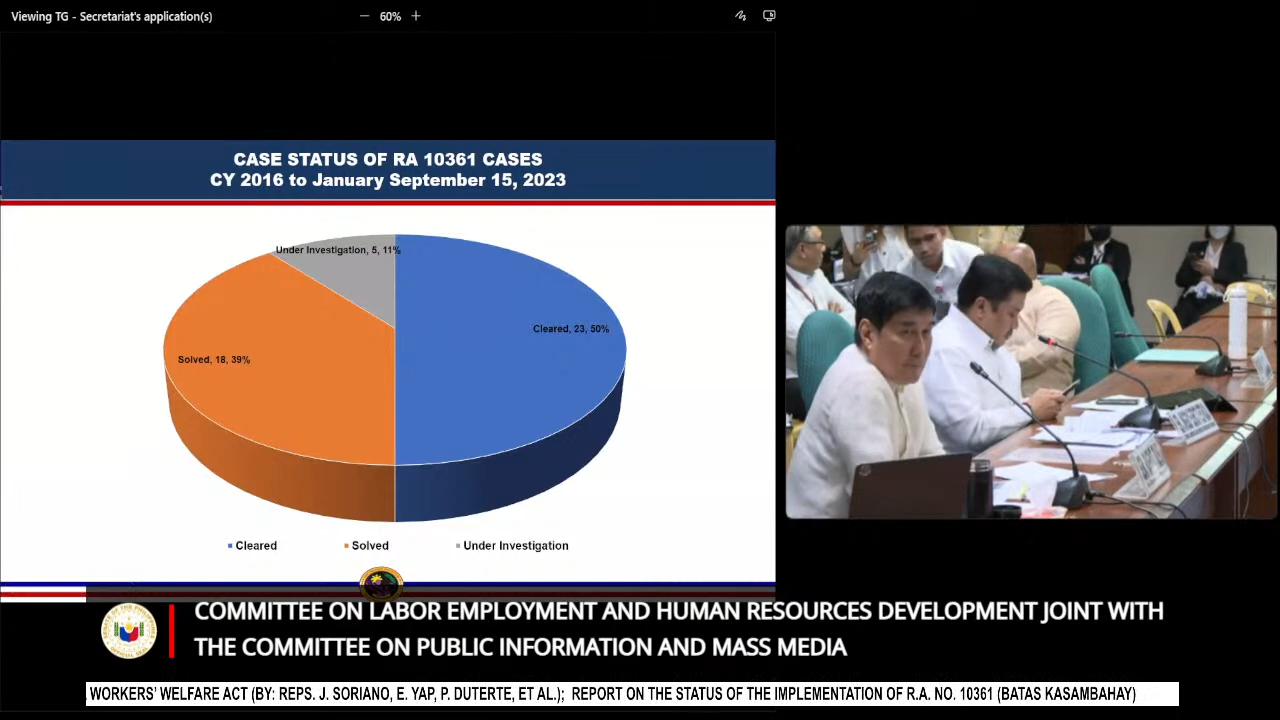 Viewing TG - Secretariat's application(s)
60%
CASE STATUS OF RA 10361 CASES
CY 2016 to January September 15, 2023
Under Investigation, 5, 11%
Cleared, 23, 50%
Solved, 18, 39%
Cleared
Solved
Under Investigation
COMMITTEE ON LABOR EMPLOYMENT AND HUMAN RESOURCES DEVELOPMENT JOINT WITH
THE COMMITTEE ON PUBLIC INFORMATION AND MASS MEDIA
WORKERS' WELFARE ACT (BY: REPS. J. SORIANO, E. YAP, P. DUTERTE, ET AL.); REPORT ON THE STATUS OF THE IMPLEMENTATION OF R.A. NO. 10361 (BATAS KASAMBAHAY)